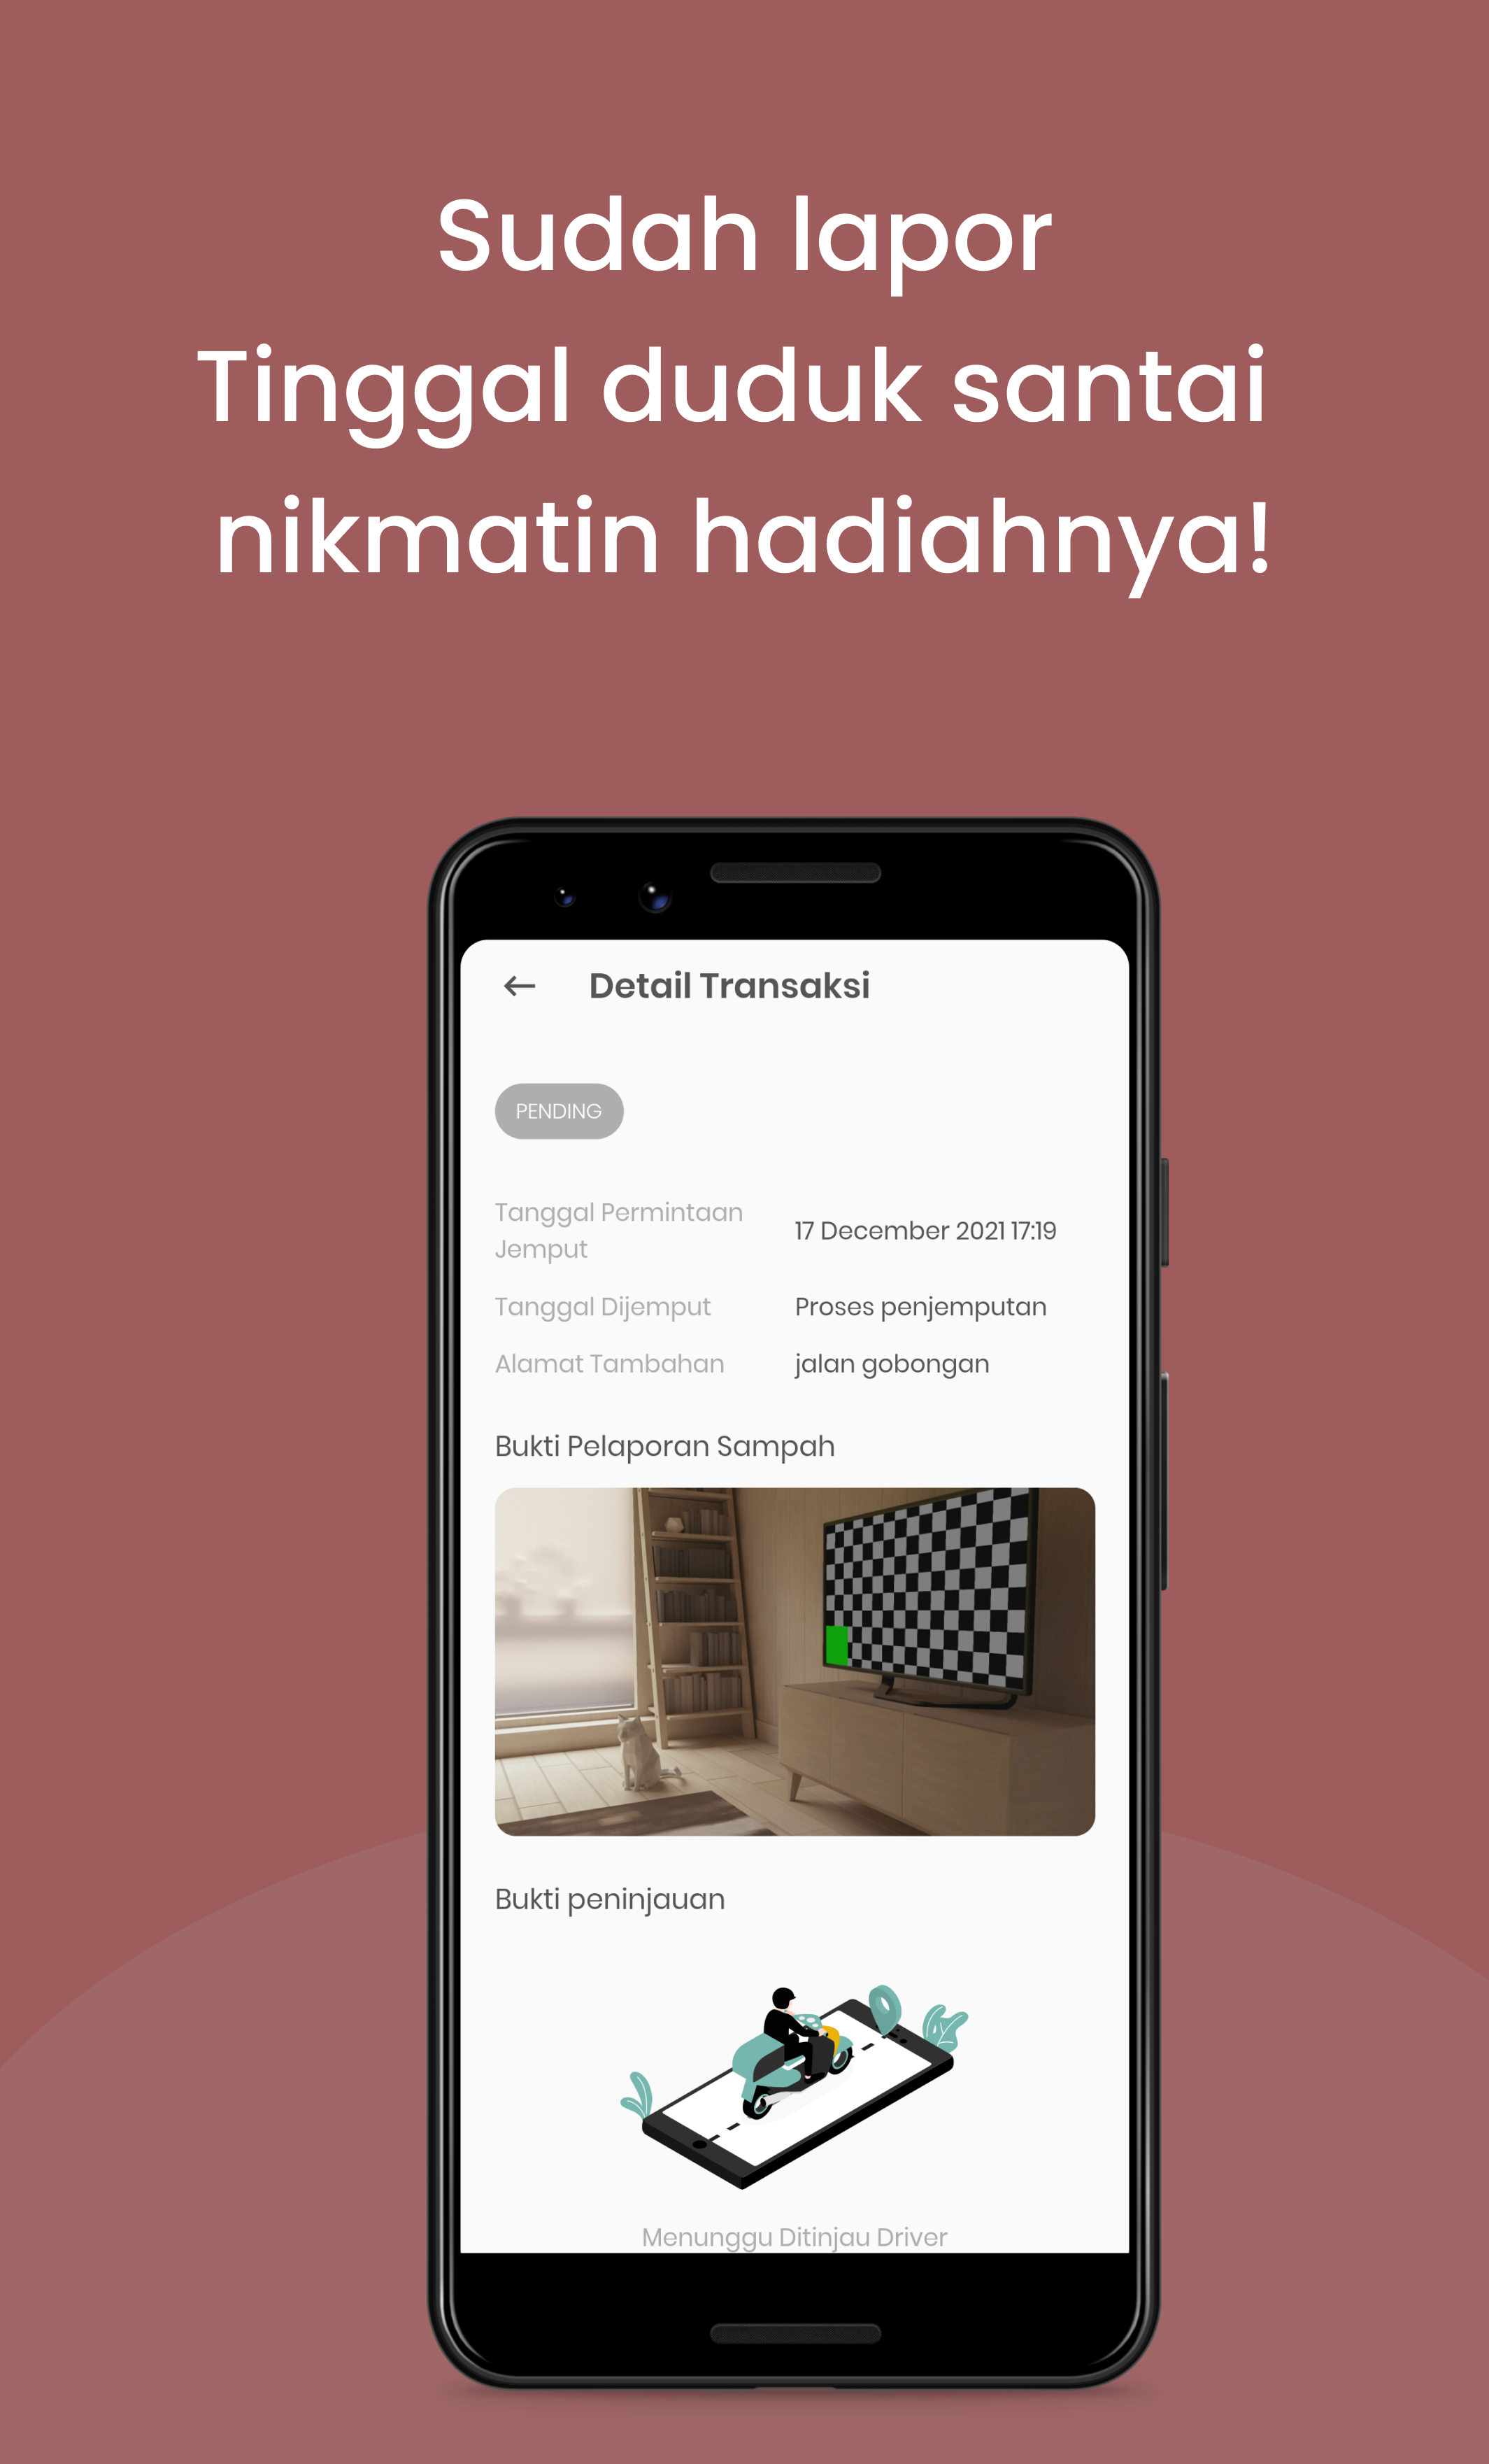 Sudah lapor
Tinggal duduk santai
nikmatin hadiahnya!
Detail Transaksi
PENDING
Tanggal Permintaan
Jemput
17 December 2021 17:19
Tanggal Dijemput
Proses penjemputan
Alamat Tambahan
jalan gobongan
Bukti Pelaporan Sampah
Bukti peninjauan
Menunggu Ditinjau Driver